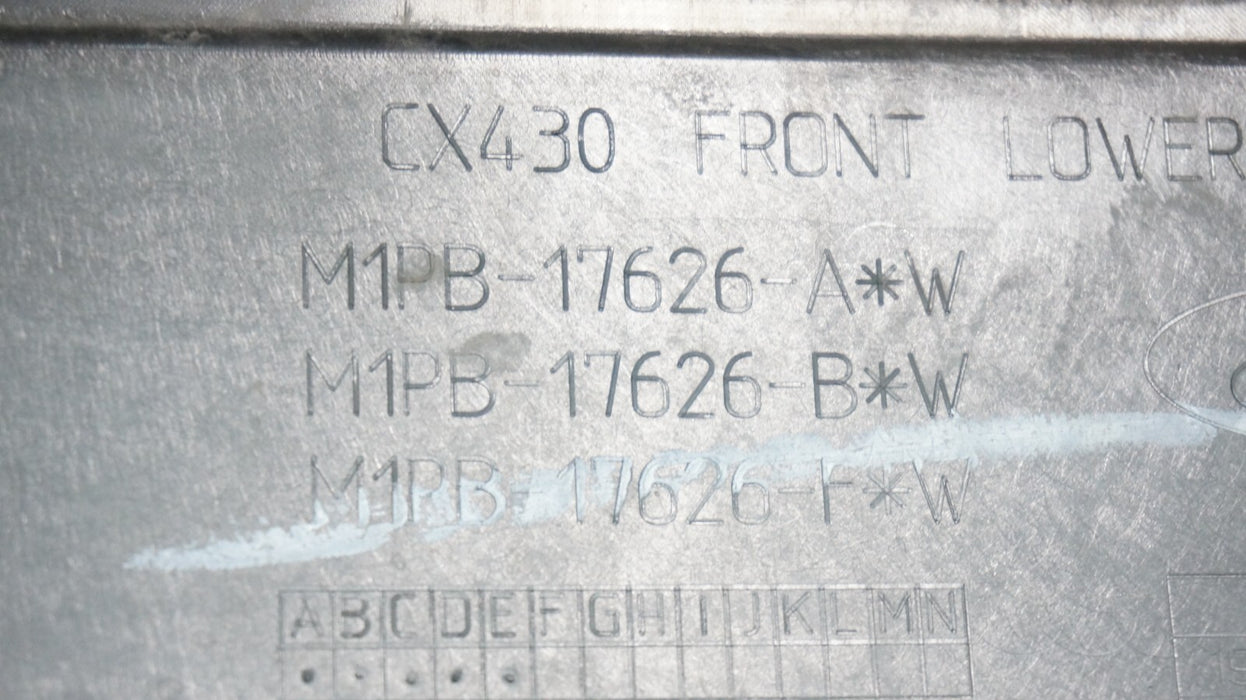 CX430 FRONT LOWER
M1PB-17626-A*W
M1PB-17626-B*W
M1PB-17626-F*W
A B C D E F G H I J K L M N